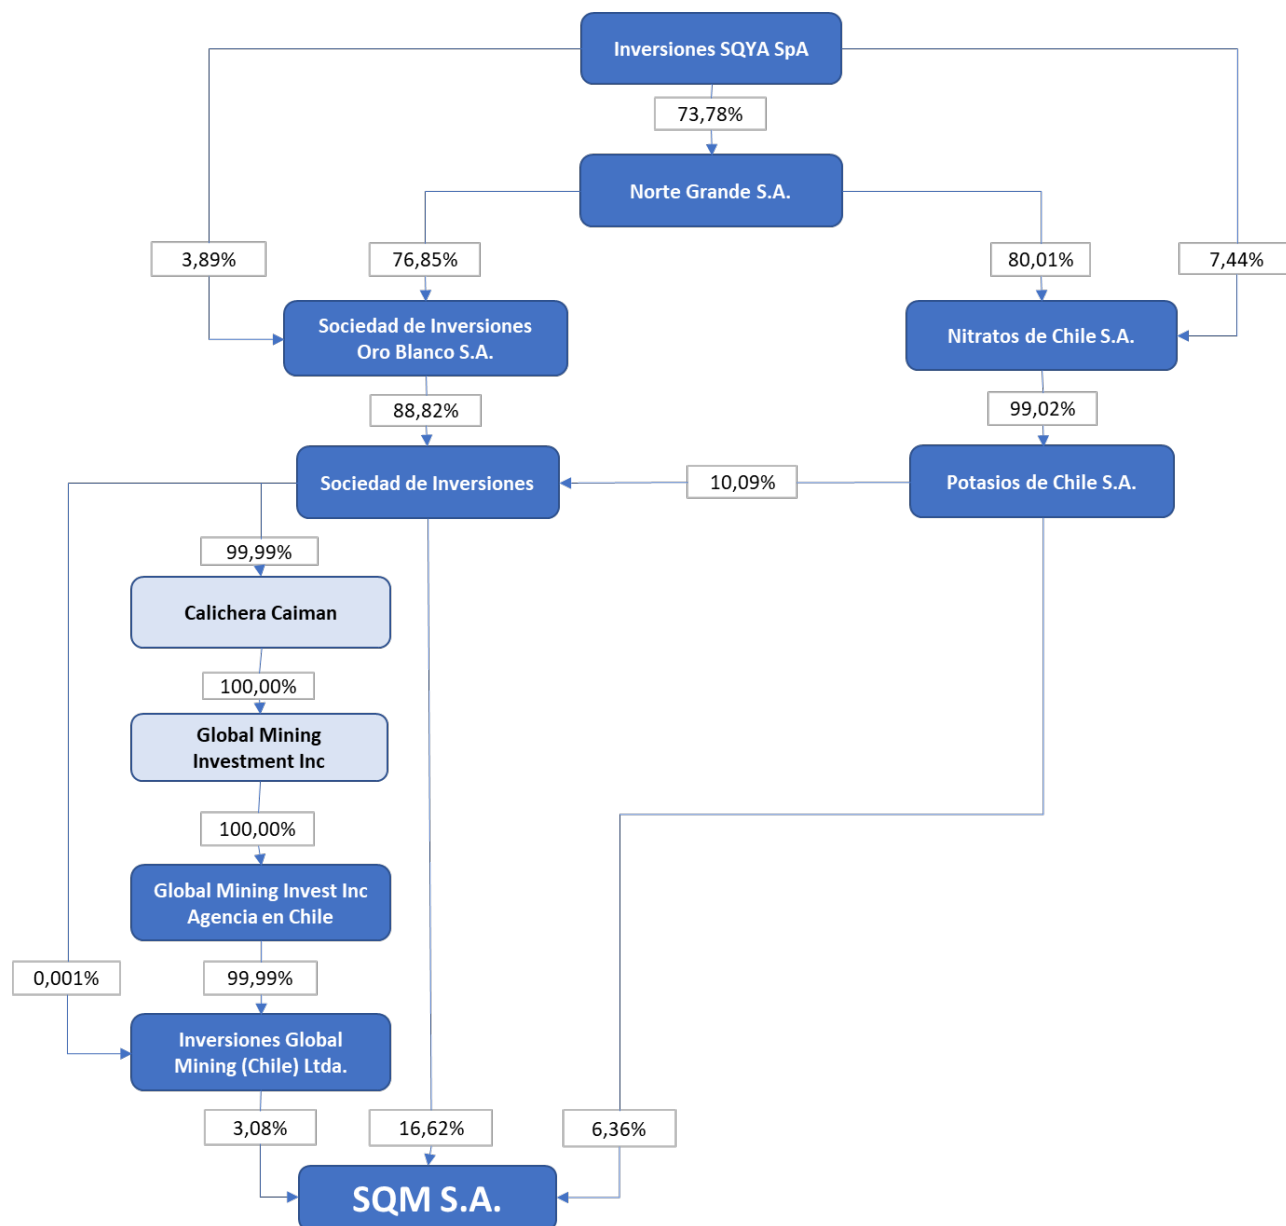 Inversiones SQYA SpA
73,78%
Norte Grande S.A.
3,89%
76,85%
80,01%
7,44%
Sociedad de Inversiones
Oro Blanco S.A.
Nitratos de Chile S.A.
88,82%
99,02%
Sociedad de Inversiones
10,09%
Potasios de Chile S.A.
99,99%
Calichera Caiman
100,00%
Global Mining
Investment Inc
100,00%
Global Mining Invest Inc
Agencia en Chile
0,001%
99,99%
Inversiones Global
Mining (Chile) Ltda.
3,08%
16,62%
6,36%
SQM S.A.